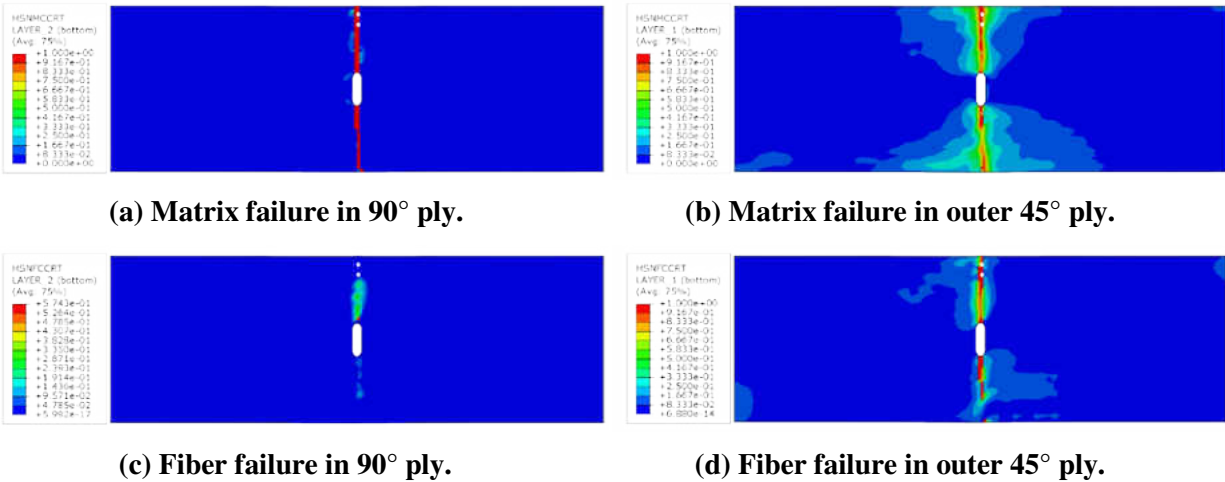 HSNMCCRT
LAYER_2 (bottom)
(Avg: 75%)
+1.000e+00
+9.167e-01
+8.333e-01
+7.500e-01
+6.667e-01
+5.833e-01
+5.000e-01
+4.167e-01
+3.333e-01
+2.500e-01
+1.667e-01
+8.333e-02
+0.000e+00
(a) Matrix failure in 90° ply.
HSNMCCRT
LAYER_1 (bottom)
(Avg: 75%)
+1.000e+00
+9.167e-01
+8.333e-01
+7.500e-01
+6.667e-01
+5.833e-01
+5.000e-01
+4.167e-01
+3.333e-01
+2.500e-01
+1.667e-01
+8.333e-02
+0.000e+00
(b) Matrix failure in outer 45° ply.
HSNFCCRT
LAYER_2 (bottom)
(Avg: 75%)
+5.743e-01
+5.264e-01
+4.785e-01
+4.307e-01
+3.828e-01
+3.350e-01
+2.871e-01
+2.393e-01
+1.914e-01
+1.436e-01
+9.571e-02
+4.785e-02
(c) Fiber failure in 90° ply.
HSNFCCRT
LAYER_1 (bottom)
(Avg: 75%)
+1.000e+00
+9.167e-01
+8.333e-01
+7.500e-01
+6.667e-01
+5.833e-01
+5.000e-01
+4.167e-01
+3.333e-01
+2.500e-01
+1.667e-01
+8.332e-02
+6.880e-14
(d) Fiber failure in outer 45° ply.